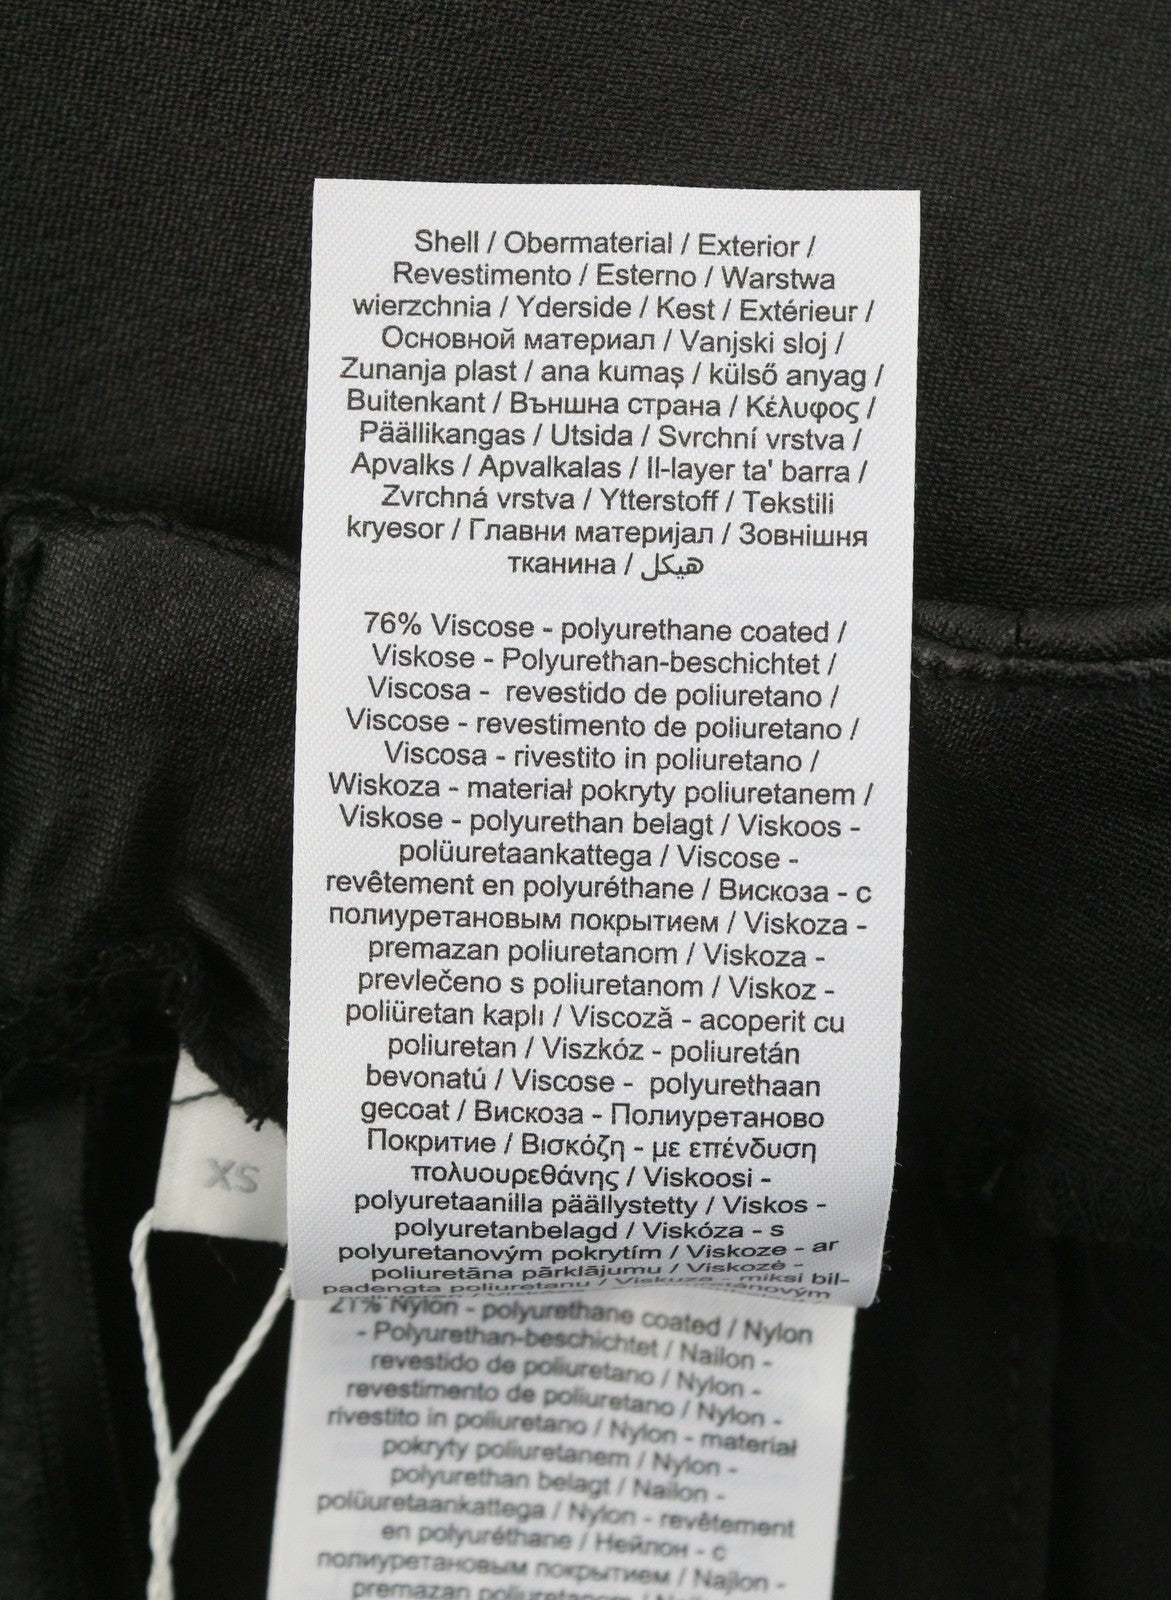 Shell / Obermaterial / Exterior /
Revestimento / Esterno / Warstwa
wierzchnia / Yderside / Kest / Extérieur /
Основной материал / Vanjski sloj /
Zunanja plast / ana kumaş / külső anyag /
Buitenkant / Външна страна / Κέλυφος /
Päällikangas / Utsida / Svrchní vrstva /
Apvalks / Apvalkalas / Il-layer ta' barra /
Zvrchná vrstva / Ytterstoff / Tekstili
kryesor / Главни материјал / Зовнішня
тканина / هيكل
76% Viscose - polyurethane coated /
Viskose - Polyurethan-beschichtet /
Viscosa - revestido de poliuretano /
Viscose - revestimento de poliuretano /
Viscosa - rivestito in poliuretano /
Wiskoza - materiał pokryty poliuretanem /
Viskose - polyurethan belagt / Viskoos -
polüuretaankattega / Viscose -
revêtement en polyuréthane / Вискоза - с
полиуретановым покрытием / Viskoza -
premazan poliuretanom / Viskoza -
prevlečeno s poliuretanom / Viskoz -
poliüretan kaplı / Viscoză - acoperit cu
poliuretan / Viszkóz - poliuretán
bevonatú / Viscose - polyurethaan
gecoat / Вискоза - Полиуретаново
Покритие / Βισκόζη - με επένδυση
πολυουρεθάνης / Viskoosi -
polyuretaanilla päällystetty / Viskos -
polyuretanbelagd / Viskóza - s
polyuretanovým pokrytím / Viskoze - ar
poliuretāna pārklājumu / Viskozė -
padengta poliuretanu / Viskuza - miksi bil-
21% Nylon - polyurethane coated / Nylon
- Polyurethan-beschichtet / Nailon -
revestido de poliuretano / Nylon -
revestimento de poliuretano / Nylon -
rivestito in poliuretano / Nylon - materiał
pokryty poliuretanem / Nylon -
polyurethan belagt / Nailon -
polüuretaankattega / Nylon - revêtement
en polyuréthane / Нейлон - с
полиуретановым покрытием / Najlon -
premazan poliuretanom
XS